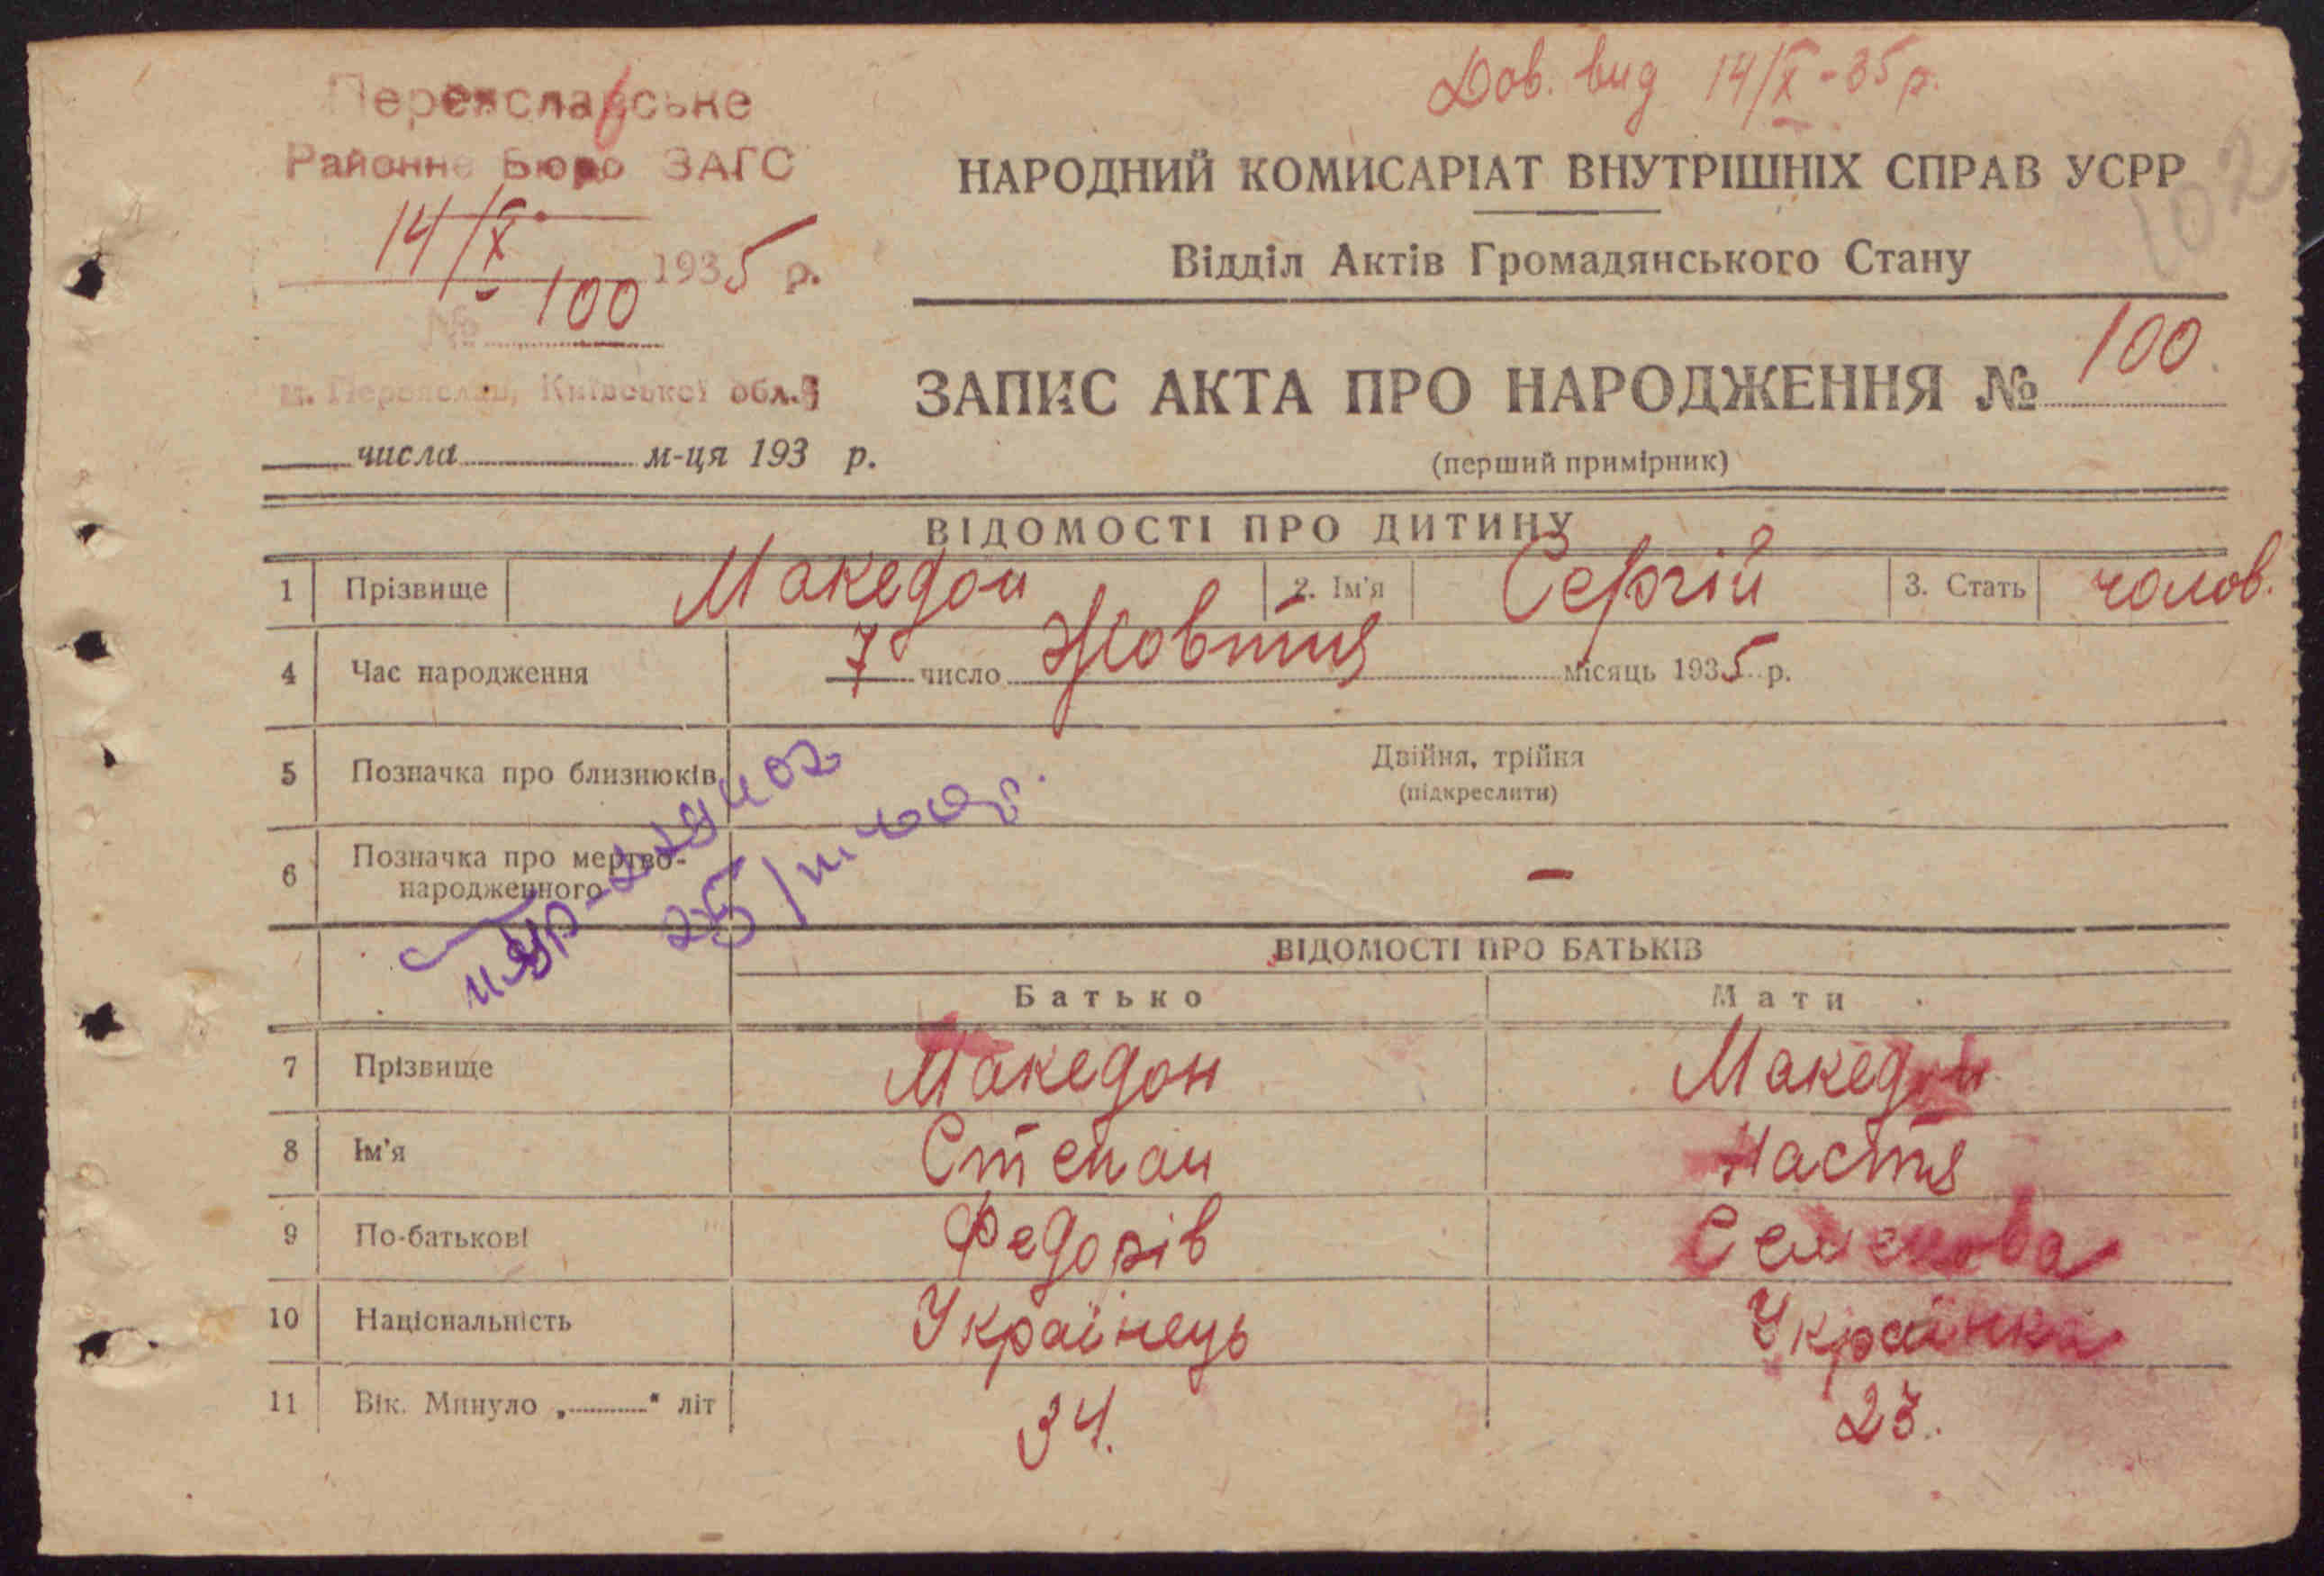 Дов. вид 14/X-35 р.
102
Переяславське
Районне Бюро ЗАГС
14/X 1935 р.
№ 100
м. Переяслав, Київської обл.
числа м-ця 193 р.
НАРОДНИЙ КОМИСАРІАТ ВНУТРІШНІХ СПРАВ УСРР
Відділ Актів Громадянського Стану
ЗАПИС АКТА ПРО НАРОДЖЕННЯ № 100
(перший примірник)
ВІДОМОСТІ ПРО ДИТИНУ
1 Прізвище Македон 2. Ім'я Сергій 3. Стать чолов.
4 Час народження 7 число Жовтня місяць 1935 р.
5 Позначка про близнюків Двійня, трійня
(підкреслити)
6 Позначка про мертво-
народженного –
25/
ВІДОМОСТІ ПРО БАТЬКІВ
Батько Мати
7 Прізвище Македон Македон
8 Ім'я Степан Настя
9 По-батькові Федорів Семенова
10 Національність Українець Українка
11 Вік. Минуло „ " літ 34. 23.